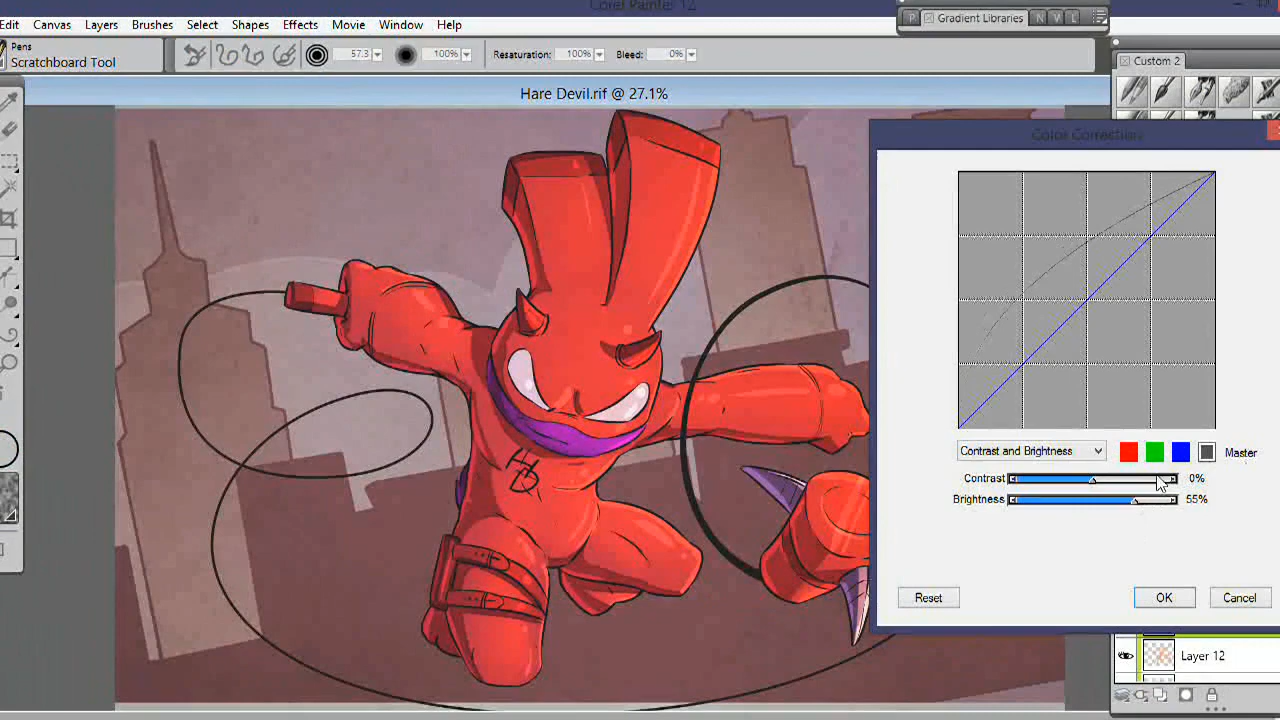 Corel Painter 12
Edit Canvas Layers Brushes Select Shapes Effects Movie Window Help
P Gradient Libraries N V L
Pens
Scratchboard Tool
57.3 100% Resaturation: 100% Bleed: 0%
Custom 2
Hare Devil.rif @ 27.1%
Color Correction
Contrast and Brightness Master
Contrast 0%
Brightness 55%
Reset OK Cancel
Layer 12